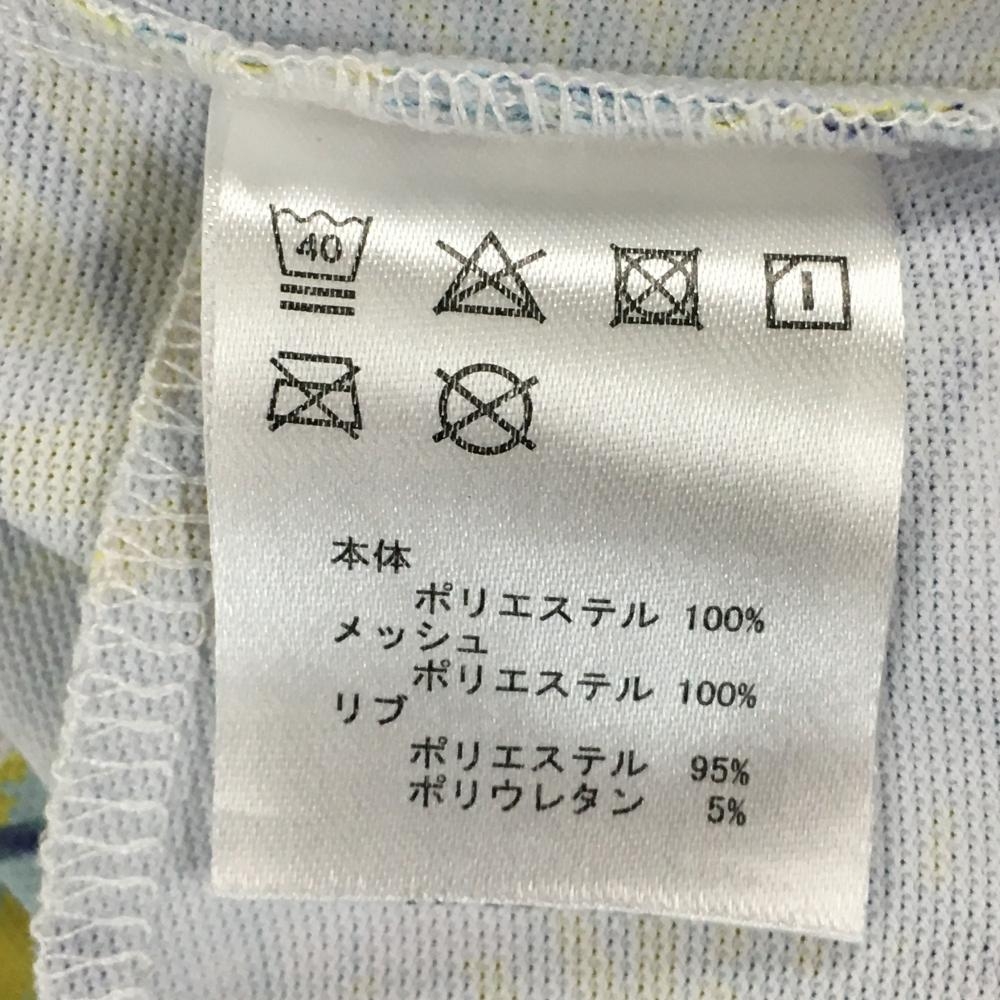 40
本体
ポリエステル 100%
メッシュ
ポリエステル 100%
リブ
ポリエステル 95%
ポリウレタン 5%